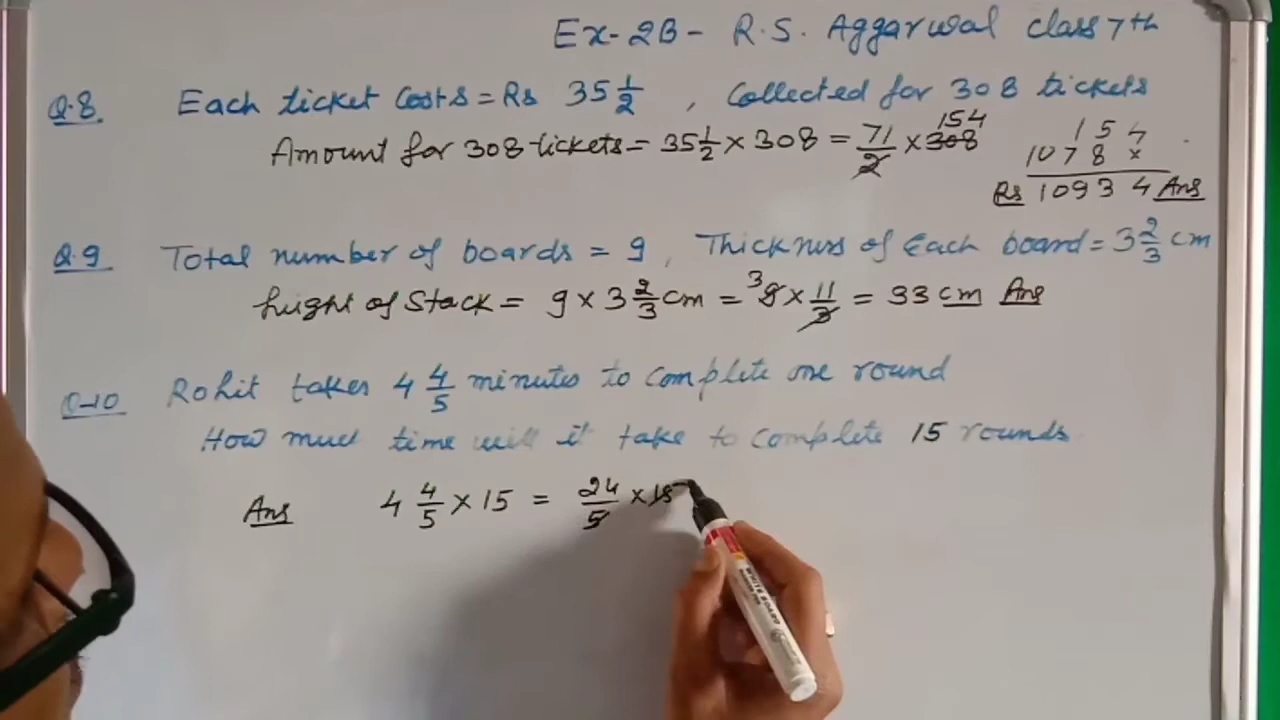 Ex-2B- R.S. Aggarwal class 7th
Q.8 Each ticket Costs = Rs 35 1/2 , Collected for 308 tickets
Amount for 308 tickets = 35 1/2 × 308 = 71/2 × 308 154
154
1078×
Rs 10934 Ans
Q.9 Total number of boards = 9, Thickness of Each board = 3 2/3 cm
height of Stack = 9 × 3 2/3 cm = 3 9 × 11/3 = 33 cm Ans
Q-10 Rohit takes 4 4/5 minutes to Complete one round
How much time will it take to Complete 15 rounds
Ans 4 4/5 × 15 = 24/5 × 15
WHITE BOARD